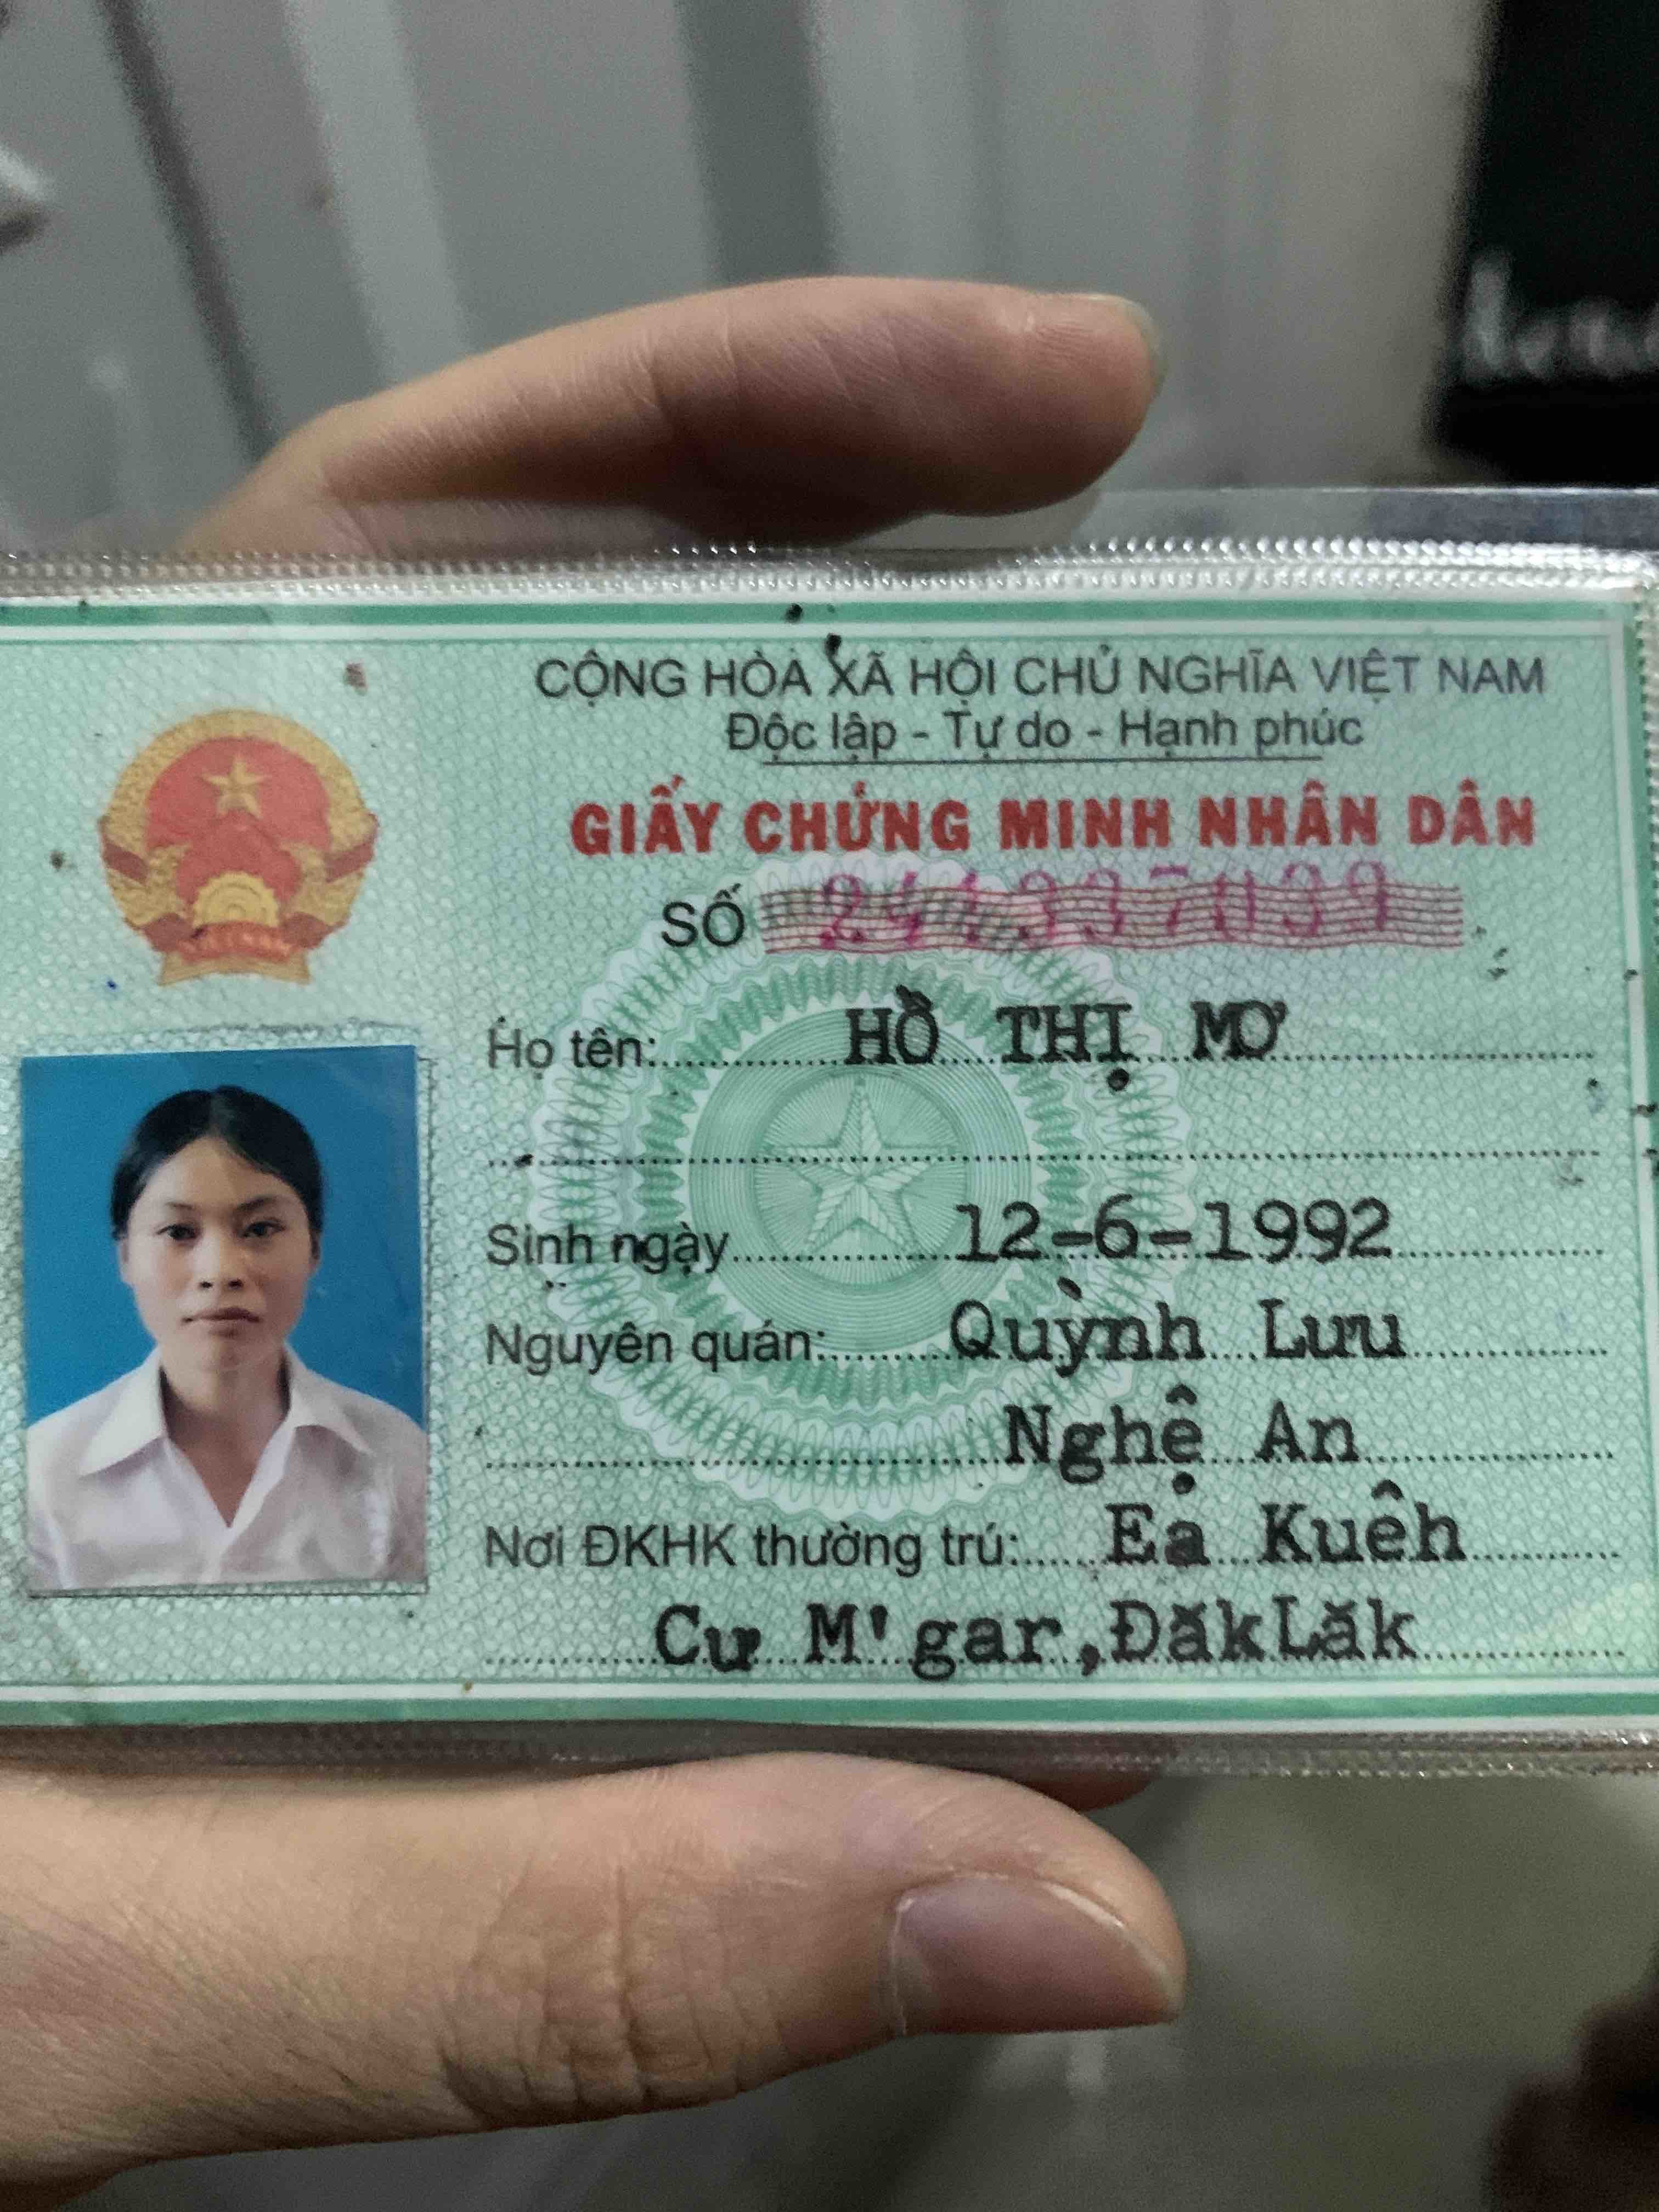 CỘNG HÒA XÃ HỘI CHỦ NGHĨA VIỆT NAM
Độc lập - Tự do - Hạnh phúc
GIẤY CHỨNG MINH NHÂN DÂN
SỐ
Họ tên: HỒ THỊ MƠ
Sinh ngày 12-6-1992
Nguyên quán: Quỳnh Lưu
Nghệ An
Nơi ĐKHK thường trú: Ea Kuêh
Cư M'gar,ĐăkLăk